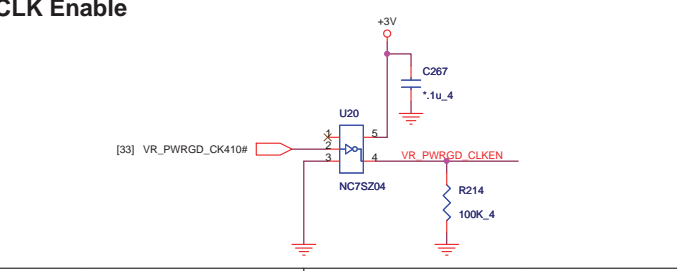 CLK Enable
+3V
C267
*.1u_4
U20
1
5
[33] VR_PWRGD_CK410#
2
3
4
VR_PWRGD_CLKEN
NC7SZ04
R214
100K_4